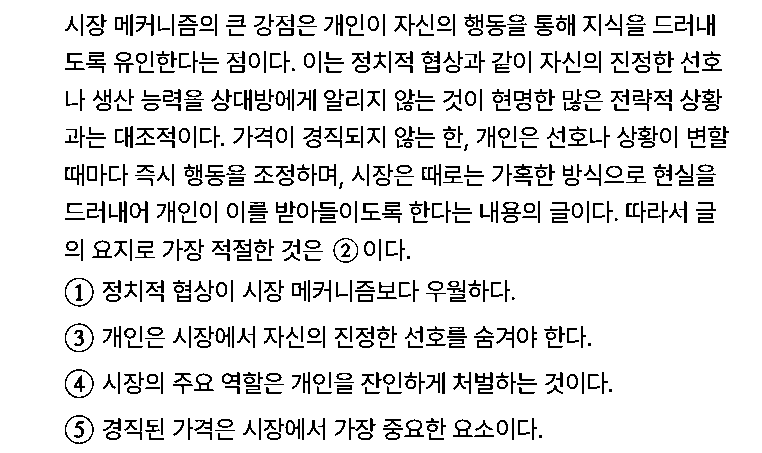 시장 메커니즘의 큰 강점은 개인이 자신의 행동을 통해 지식을 드러내
도록 유인한다는 점이다. 이는 정치적 협상과 같이 자신의 진정한 선호
나 생산 능력을 상대방에게 알리지 않는 것이 현명한 많은 전략적 상황
과는 대조적이다. 가격이 경직되지 않는 한, 개인은 선호나 상황이 변할
때마다 즉시 행동을 조정하며, 시장은 때로는 가혹한 방식으로 현실을
드러내어 개인이 이를 받아들이도록 한다는 내용의 글이다. 따라서 글
의 요지로 가장 적절한 것은 ②이다.
① 정치적 협상이 시장 메커니즘보다 우월하다.
③ 개인은 시장에서 자신의 진정한 선호를 숨겨야 한다.
④ 시장의 주요 역할은 개인을 잔인하게 처벌하는 것이다.
⑤ 경직된 가격은 시장에서 가장 중요한 요소이다.